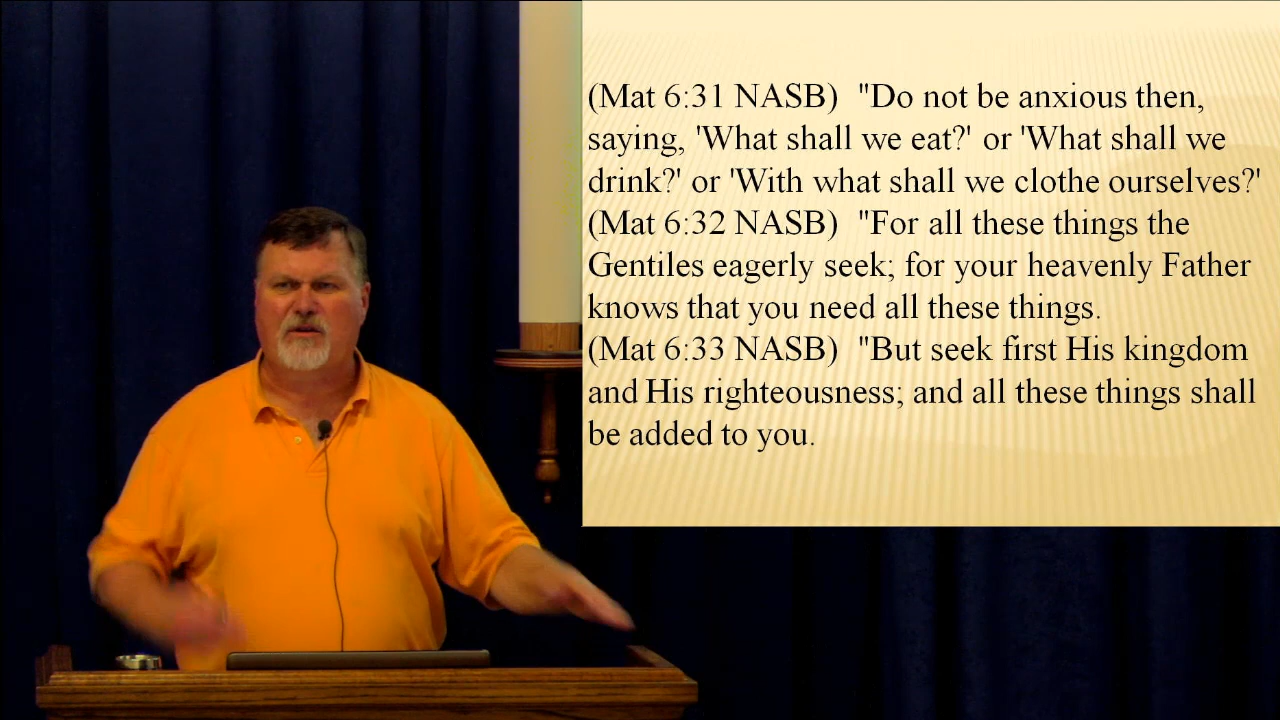 (Mat 6:31 NASB)  "Do not be anxious then,
saying, 'What shall we eat?' or 'What shall we
drink?' or 'With what shall we clothe ourselves?'
(Mat 6:32 NASB)  "For all these things the
Gentiles eagerly seek; for your heavenly Father
knows that you need all these things.
(Mat 6:33 NASB)  "But seek first His kingdom
and His righteousness; and all these things shall
be added to you.